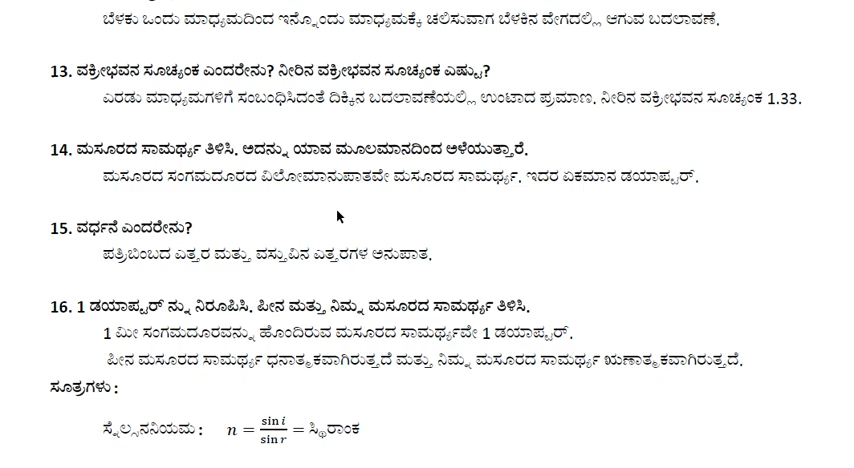 ಬೆಳಕು ಒಂದು ಮಾಧ್ಯಮದಿಂದ ಇನ್ನೊಂದು ಮಾಧ್ಯಮಕ್ಕೆ ಚಲಿಸುವಾಗ ಬೆಳಕಿನ ವೇಗದಲ್ಲಿ ಆಗುವ ಬದಲಾವಣೆ.
13. ವಕ್ರೀಭವನ ಸೂಚ್ಯಂಕ ಎಂದರೇನು? ನೀರಿನ ವಕ್ರೀಭವನ ಸೂಚ್ಯಂಕ ಎಷ್ಟು?
ಎರಡು ಮಾಧ್ಯಮಗಳಿಗೆ ಸಂಬಂಧಿಸಿದಂತೆ ದಿಕ್ಕಿನ ಬದಲಾವಣೆಯಲ್ಲಿ ಉಂಟಾದ ಪ್ರಮಾಣ. ನೀರಿನ ವಕ್ರೀಭವನ ಸೂಚ್ಯಂಕ 1.33.
14. ಮಸೂರದ ಸಾಮರ್ಥ್ಯ ತಿಳಿಸಿ. ಅದನ್ನು ಯಾವ ಮೂಲಮಾನದಿಂದ ಅಳೆಯುತ್ತಾರೆ.
ಮಸೂರದ ಸಂಗಮದೂರದ ವಿಲೋಮಾನುಪಾತವೇ ಮಸೂರದ ಸಾಮರ್ಥ್ಯ. ಇದರ ಏಕಮಾನ ಡಯಾಪ್ಟರ್.
15. ವರ್ಧನೆ ಎಂದರೇನು?
ಪತ್ರಿಬಿಂಬದ ಎತ್ತರ ಮತ್ತು ವಸ್ತುವಿನ ಎತ್ತರಗಳ ಅನುಪಾತ.
16. 1 ಡಯಾಪ್ಟರ್ ನ್ನು ನಿರೂಪಿಸಿ. ಪೀನ ಮತ್ತು ನಿಮ್ನ ಮಸೂರದ ಸಾಮರ್ಥ್ಯ ತಿಳಿಸಿ.
1 ಮೀ ಸಂಗಮದೂರವನ್ನು ಹೊಂದಿರುವ ಮಸೂರದ ಸಾಮರ್ಥ್ಯವೇ 1 ಡಯಾಪ್ಟರ್.
ಪೀನ ಮಸೂರದ ಸಾಮರ್ಥ್ಯ ಧನಾತ್ಮಕವಾಗಿರುತ್ತದೆ ಮತ್ತು ನಿಮ್ನ ಮಸೂರದ ಸಾಮರ್ಥ್ಯ ಋಣಾತ್ಮಕವಾಗಿರುತ್ತದೆ.
ಸೂತ್ರಗಳು:
ಸ್ನೆಲ್ಸನನಿಯಮ: n = sin i / sin r = ಸ್ಥಿರಾಂಕ